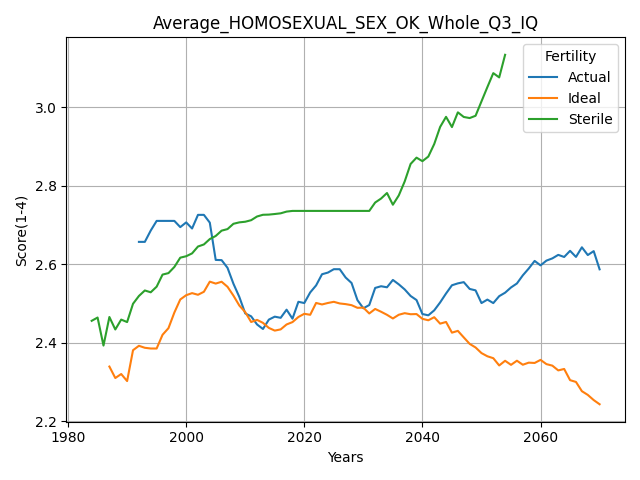 Average_HOMOSEXUAL_SEX_OK_Whole_Q3_IQ
Fertility
Actual
Ideal
Sterile
Score(1-4)
3.0
2.8
2.6
2.4
2.2
1980
2000
2020
2040
2060
Years